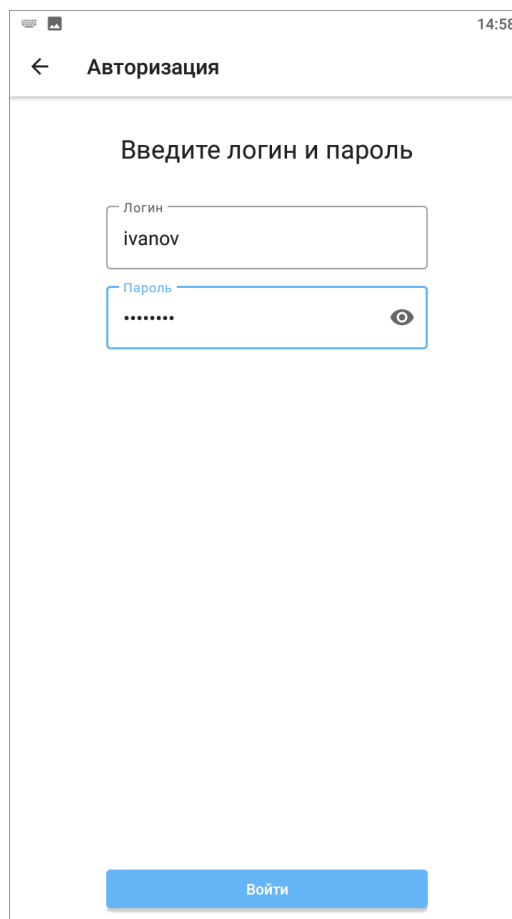 14:58
Авторизация
Введите логин и пароль
Логин
ivanov
Пароль
••••••••
Войти